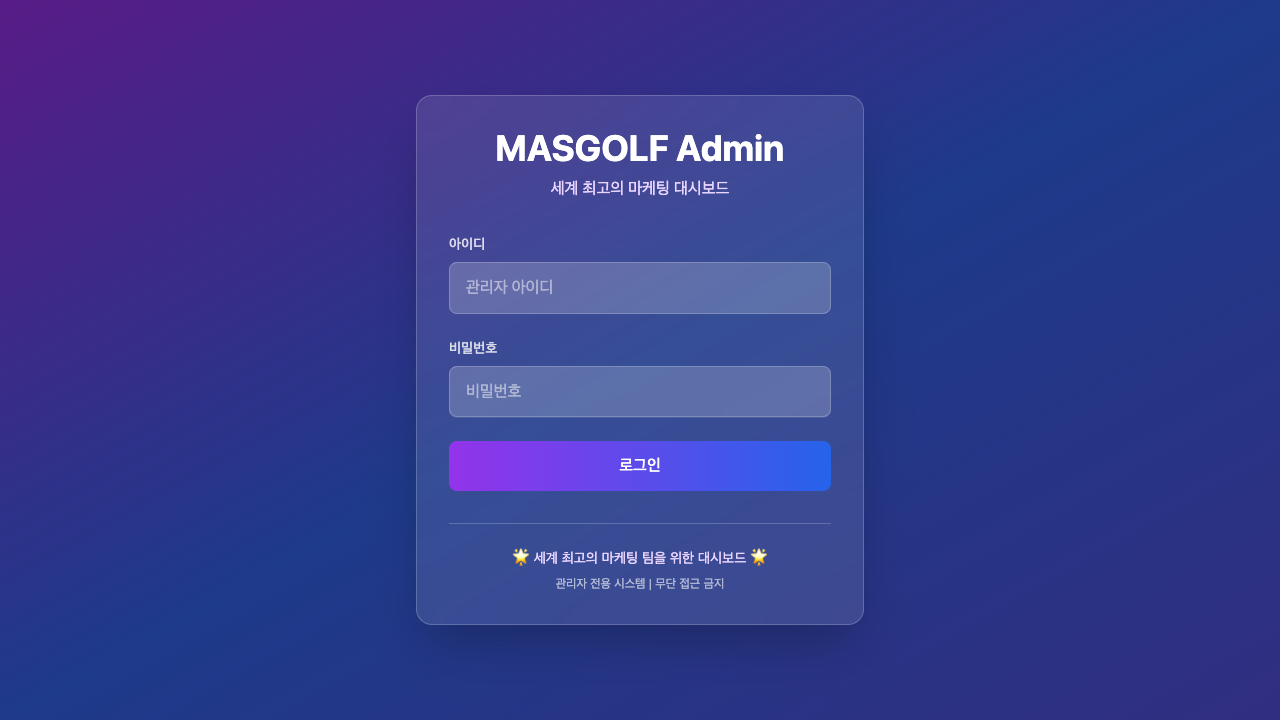 MASGOLF Admin
세계 최고의 마케팅 대시보드
아이디
관리자 아이디
비밀번호
비밀번호
로그인
🌟 세계 최고의 마케팅 팀을 위한 대시보드 🌟
관리자 전용 시스템 | 무단 접근 금지